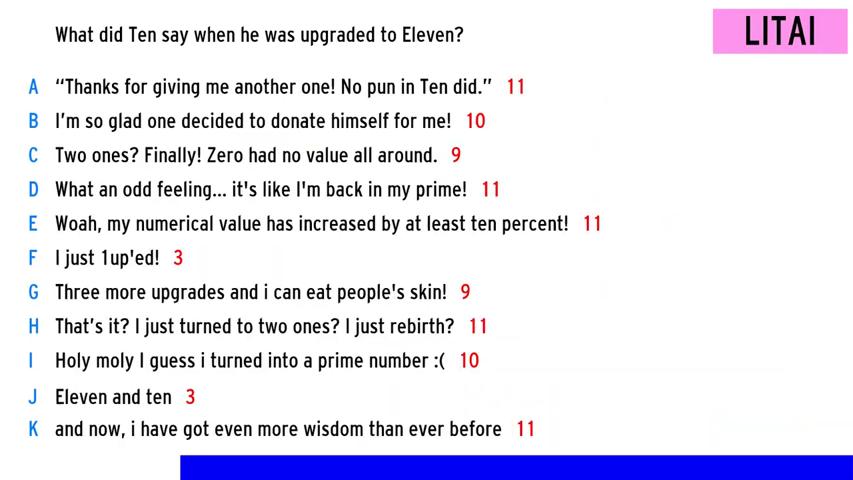 What did Ten say when he was upgraded to Eleven?
LITAI
A “Thanks for giving me another one! No pun in Ten did.” 11
B I’m so glad one decided to donate himself for me! 10
C Two ones? Finally! Zero had no value all around. 9
D What an odd feeling... it's like I'm back in my prime! 11
E Woah, my numerical value has increased by at least ten percent! 11
F I just 1up'ed! 3
G Three more upgrades and i can eat people's skin! 9
H That’s it? I just turned to two ones? I just rebirth? 11
I Holy moly I guess i turned into a prime number :( 10
J Eleven and ten 3
K and now, i have got even more wisdom than ever before 11